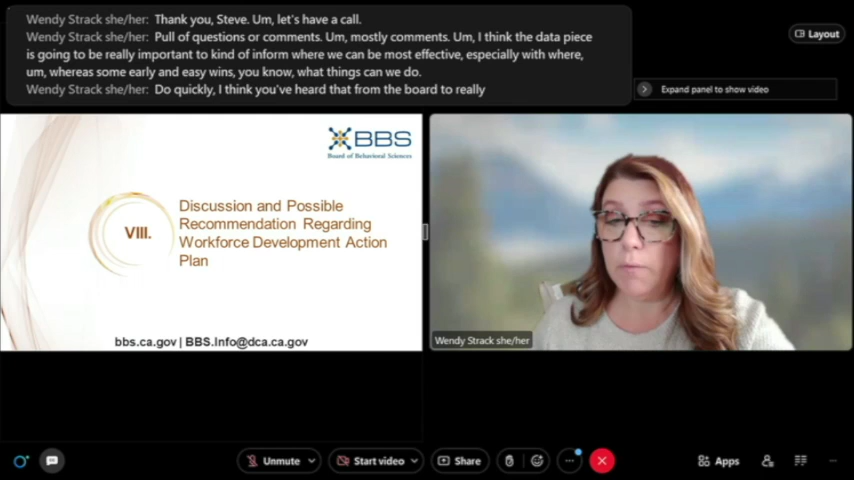 Wendy Strack she/her: Thank you, Steve. Um, let's have a call.
Wendy Strack she/her: Pull of questions or comments. Um, mostly comments. Um, I think the data piece
is going to be really important to kind of inform where we can be most effective, especially with where,
um, whereas some early and easy wins, you know, what things can we do.
Wendy Strack she/her: Do quickly, I think you've heard that from the board to really
Layout
Expand panel to show video
BBS
Board of Behavioral Sciences
VIII.
Discussion and Possible
Recommendation Regarding
Workforce Development Action
Plan
bbs.ca.gov | BBS.Info@dca.ca.gov
Wendy Strack she/her
Unmute
Start video
Share
Apps